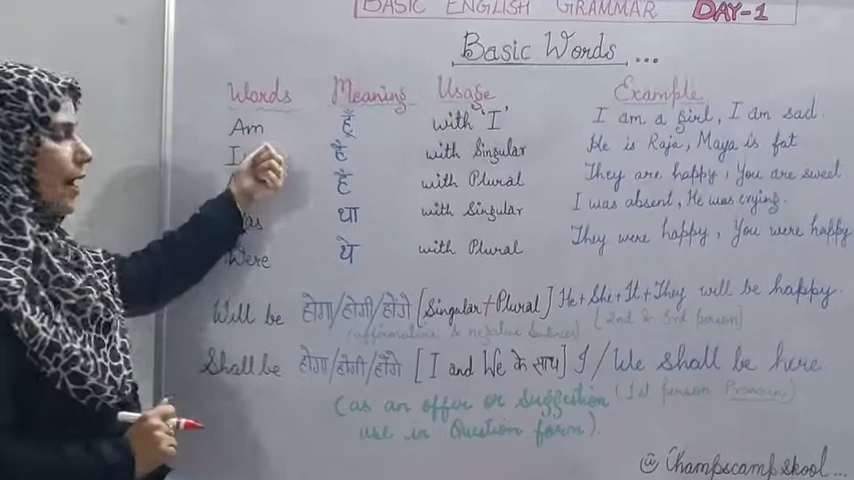 BASIC ENGLISH GRAMMAR DAY-1
Basic Words ...
Words Meaning Usage Example
Am हूँ with 'I' I am a girl, I am sad.
है with Singular He is Raja, Maya is fat
हैं with Plural They are happy, You are sweet.
था with Singular I was absent, He was crying.
Were थे with Plural They were happy, You were happy
Will be होगा/होगी/होंगे [Singular + Plural] He + She + It + They will be happy.
(affirmative & negative sentences) [2nd & 3rd person]
Shall be होगा/होगी/होंगे [I and We के साथ] I/We shall be here.
(as an offer or suggestion (1st person Pronoun)
use in Question form).
@Champscampskool...